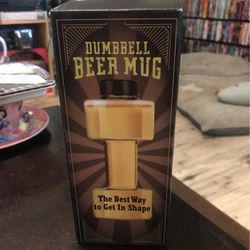 DUMBBELL
BEER MUG
The Best Way
to Get In Shape